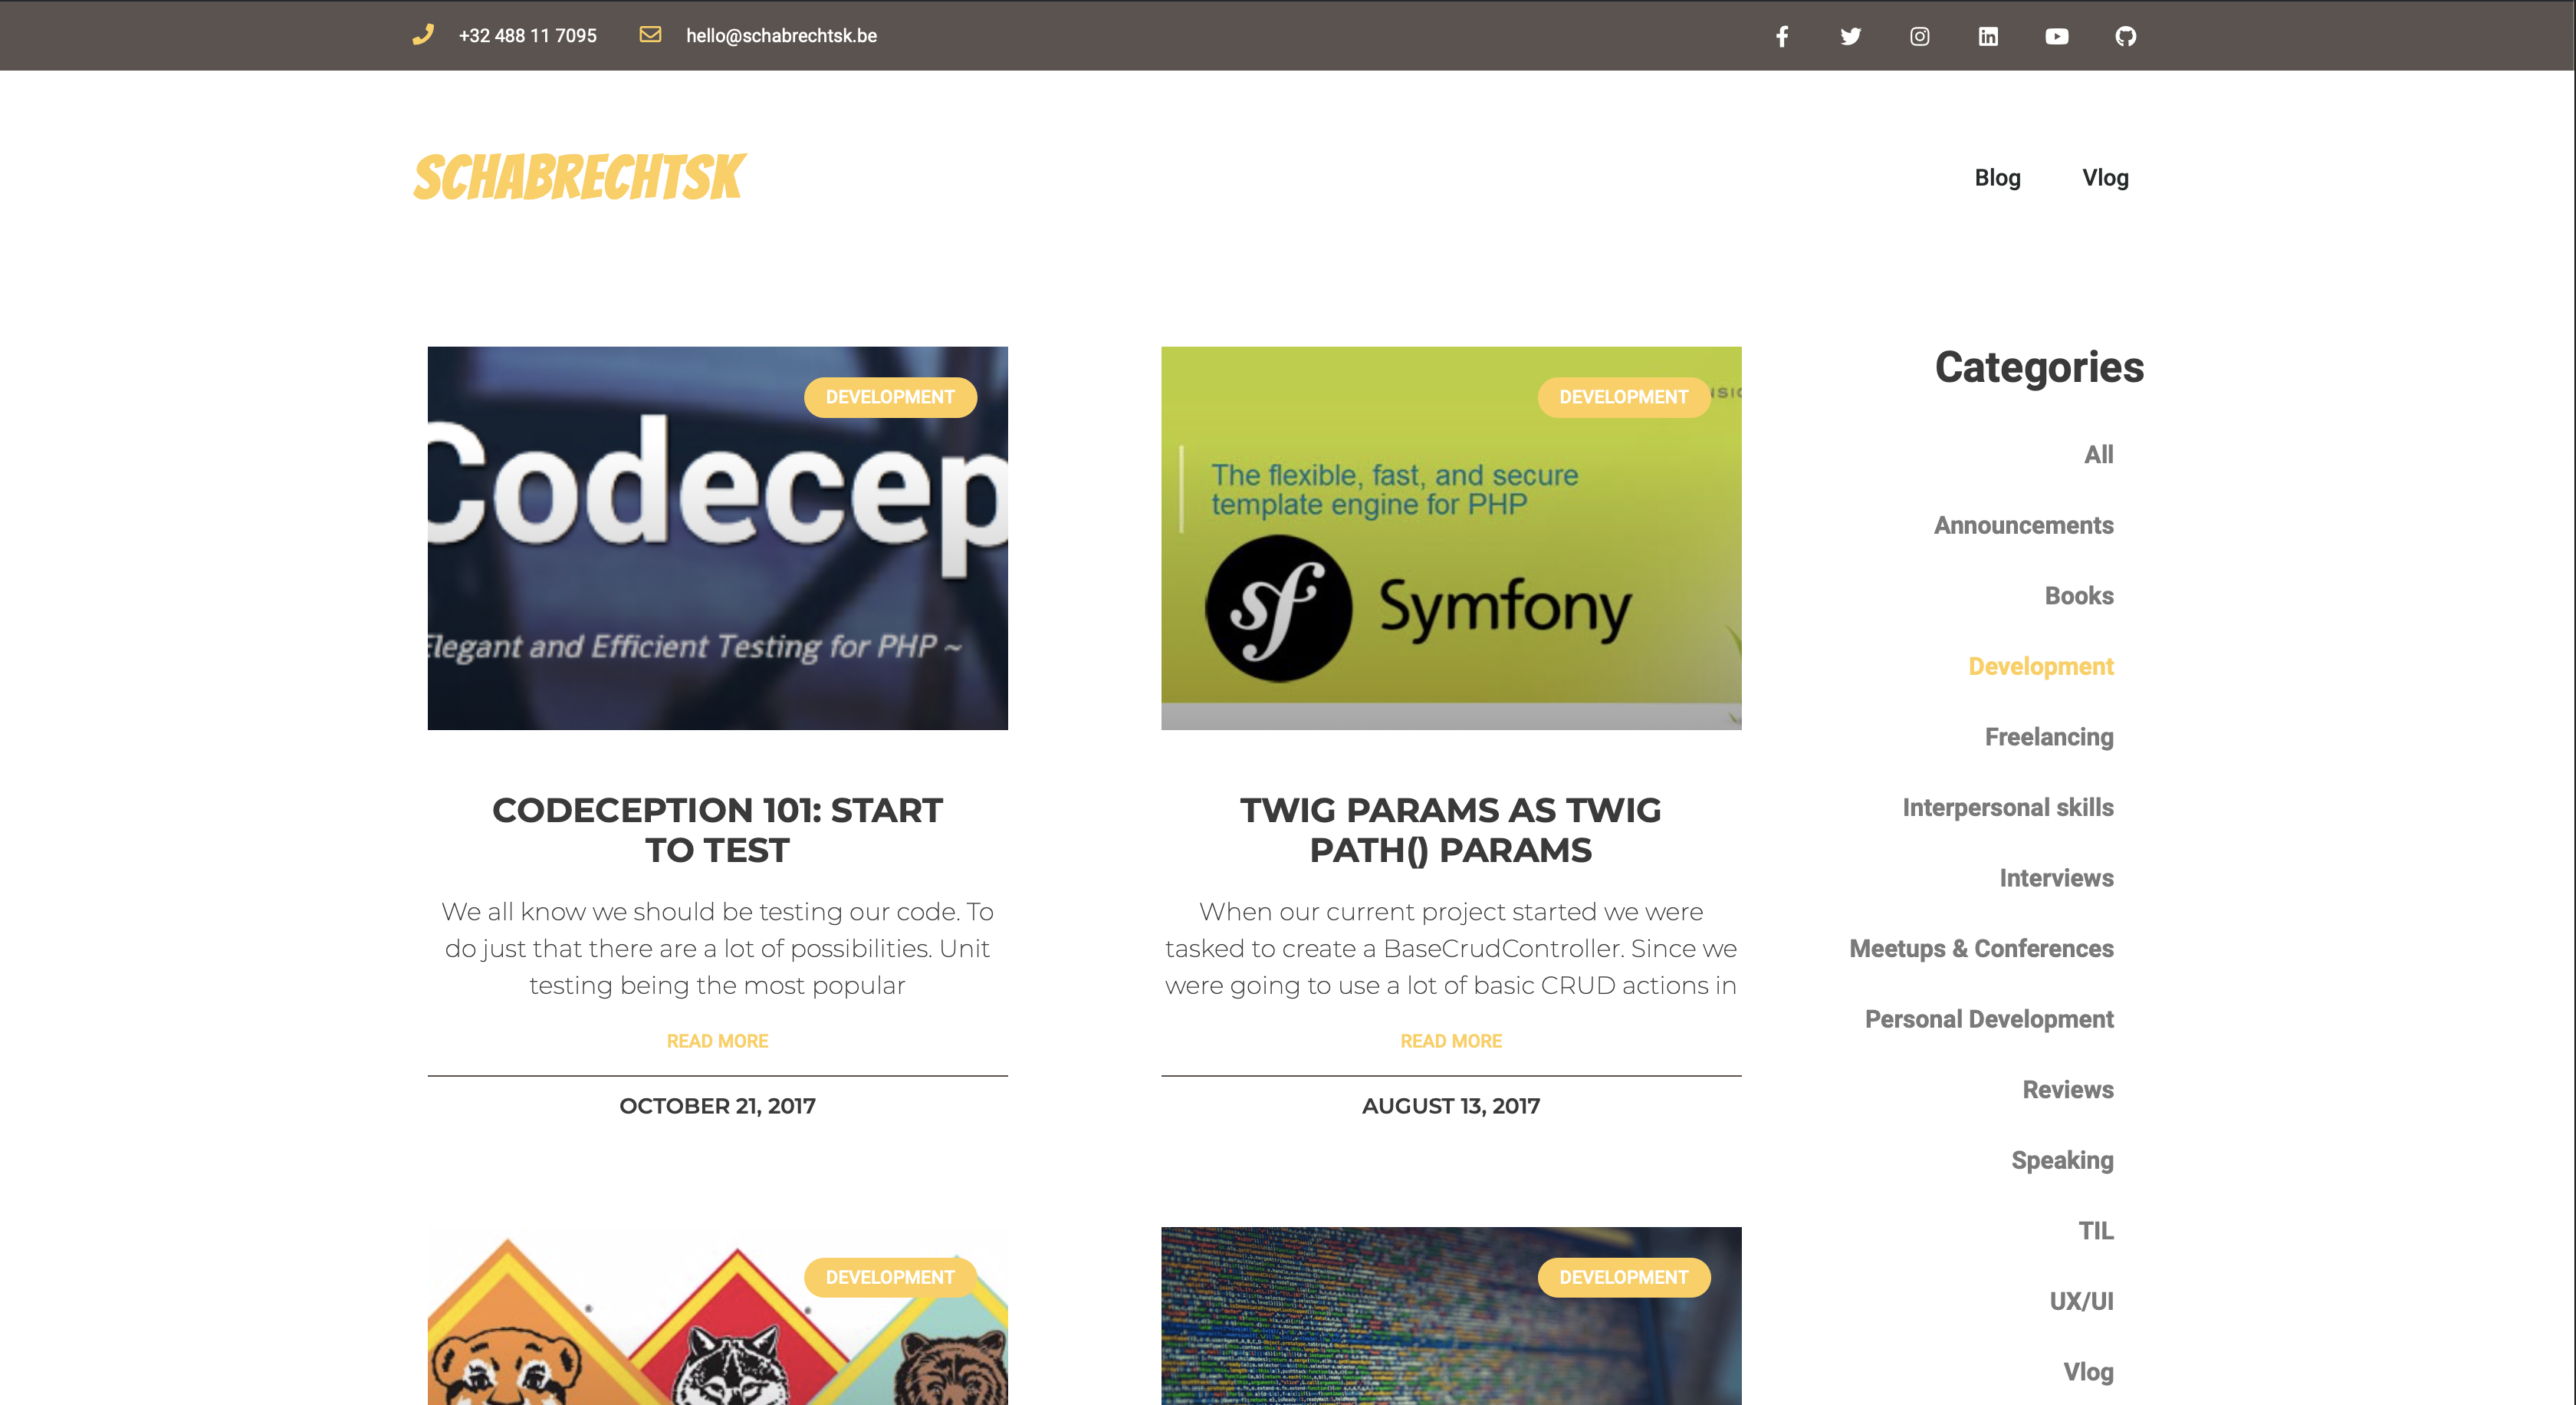 +32 488 11 7095
hello@schabrechtsk.be
SCHABRECHTSK
Blog
Vlog
DEVELOPMENT
Codecep
Elegant and Efficient Testing for PHP ~
CODECEPTION 101: START
TO TEST
We all know we should be testing our code. To
do just that there are a lot of possibilities. Unit
testing being the most popular
READ MORE
OCTOBER 21, 2017
DEVELOPMENT
The flexible, fast, and secure
template engine for PHP
sf Symfony
TWIG PARAMS AS TWIG
PATH() PARAMS
When our current project started we were
tasked to create a BaseCrudController. Since we
were going to use a lot of basic CRUD actions in
READ MORE
AUGUST 13, 2017
DEVELOPMENT
DEVELOPMENT
Categories
All
Announcements
Books
Development
Freelancing
Interpersonal skills
Interviews
Meetups & Conferences
Personal Development
Reviews
Speaking
TIL
UX/UI
Vlog